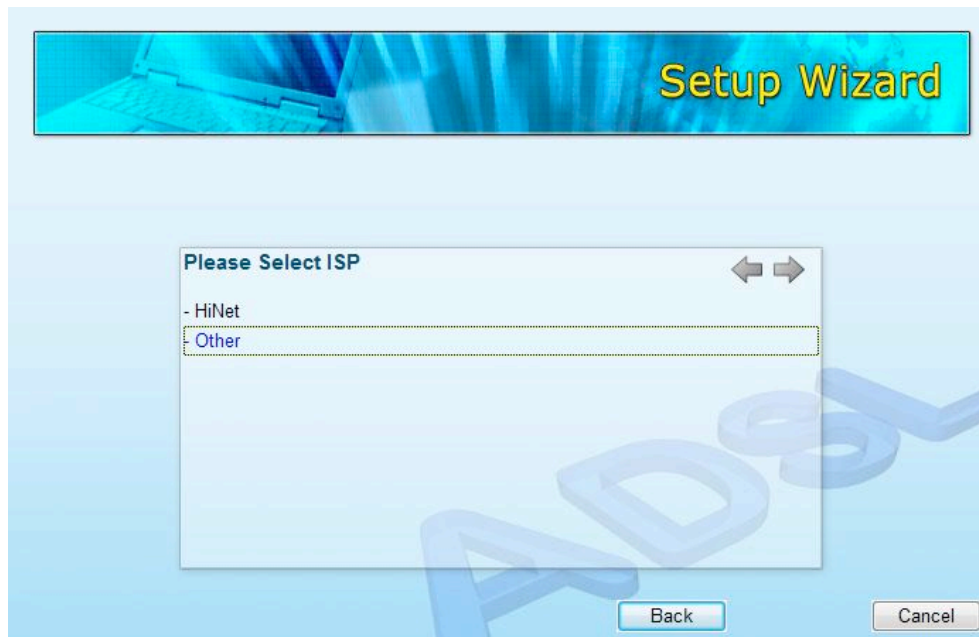 Setup Wizard
Please Select ISP
- HiNet
- Other
ADSL
Back
Cancel